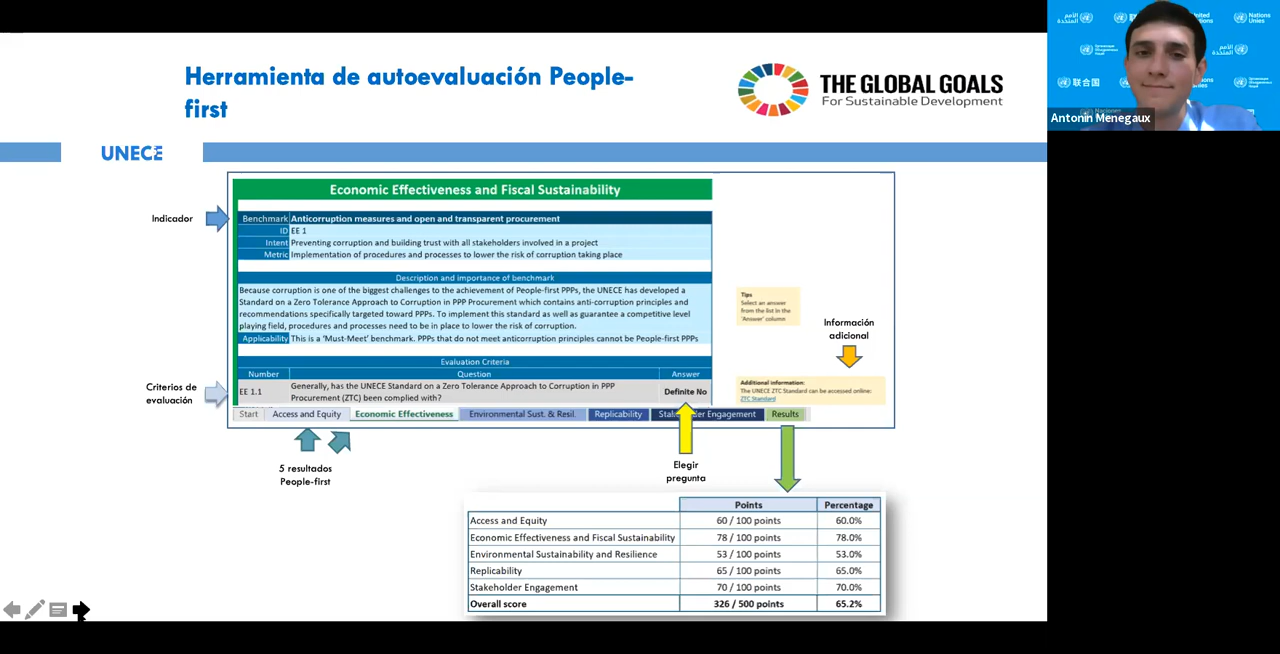 Herramienta de autoevaluación People-
first
THE GLOBAL GOALS
For Sustainable Development
UNECE
Antonin Menegaux
联合国
Nations
Unies
Indicador
Economic Effectiveness and Fiscal Sustainability
Benchmark Anticorruption measures and open and transparent procurement
ID EE 1
Intent Preventing corruption and building trust with all stakeholders involved in a project
Metric Implementation of procedures and processes to lower the risk of corruption taking place
Description and importance of benchmark
Because corruption is one of the biggest challenges to the achievement of People-first PPPs, the UNECE has developed a
Standard on a Zero Tolerance Approach to Corruption in PPP Procurement which contains anti-corruption principles and
recommendations specifically targeted toward PPPs. To implement this standard as well as guarantee a competitive level
playing field, procedures and processes need to be in place to lower the risk of corruption.
Applicability This is a 'Must-Meet' benchmark. PPPs that do not meet anticorruption principles cannot be People-first PPPs
Tips
Select an answer
from the list in the
'Answer' column
Información
adicional
Criterios de
evaluación
Evaluation Criteria
Number Question Answer
EE 1.1 Generally, has the UNECE Standard on a Zero Tolerance Approach to Corruption in PPP
Procurement (ZTC) been complied with? Definite No
Additional information:
The UNECE ZTC Standard can be accessed online:
ZTC Standard
Start Access and Equity Economic Effectiveness Environmental Sust. & Resil. Replicability Engagement Results
5 resultados
People-first
Elegir
pregunta
Points Percentage
Access and Equity 60 / 100 points 60.0%
Economic Effectiveness and Fiscal Sustainability 78 / 100 points 78.0%
Environmental Sustainability and Resilience 53 / 100 points 53.0%
Replicability 65 / 100 points 65.0%
Stakeholder Engagement 70 / 100 points 70.0%
Overall score 326 / 500 points 65.2%